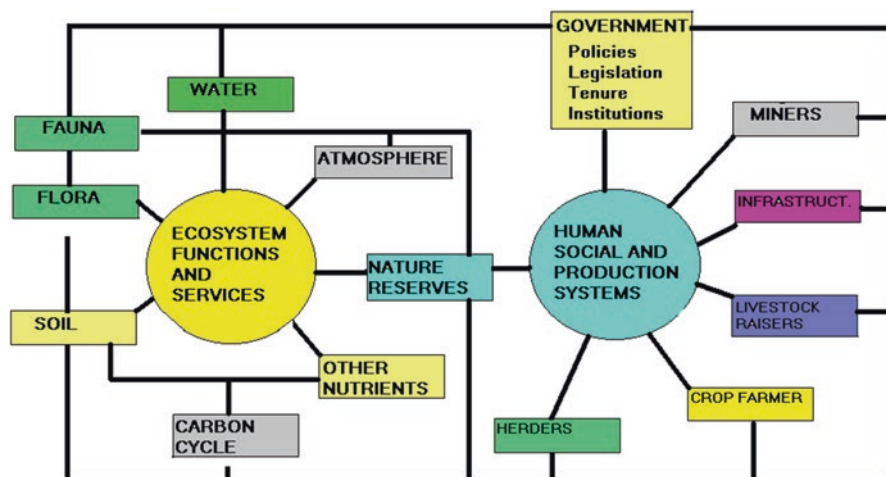 GOVERNMENT
Policies
Legislation
Tenure
Institutions
WATER
FAUNA
ATMOSPHERE
MINERS
FLORA
INFRASTRUCT.
ECOSYSTEM
FUNCTIONS
AND
SERVICES
HUMAN
SOCIAL AND
PRODUCTION
SYSTEMS
NATURE
RESERVES
SOIL
LIVESTOCK
RAISERS
OTHER
NUTRIENTS
CROP FARMER
CARBON
CYCLE
HERDERS